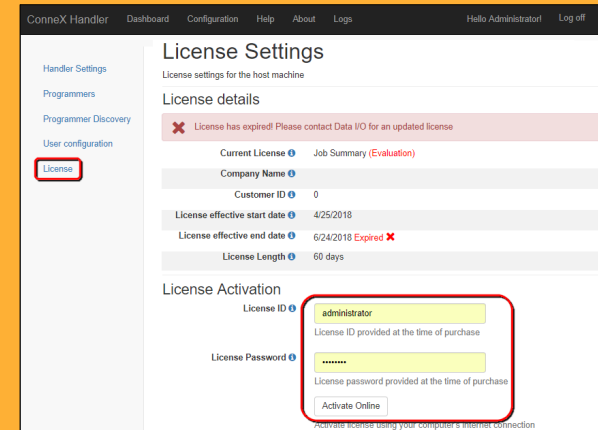 ConneX Handler Dashboard Configuration Help About Logs Hello Administrator! Log off
Handler Settings
Programmers
Programmer Discovery
User configuration
License
License Settings
License settings for the host machine
License details
License has expired! Please contact Data I/O for an updated license
Current License Job Summary (Evaluation)
Company Name
Customer ID 0
License effective start date 4/25/2018
License effective end date 6/24/2018 Expired
License Length 60 days
License Activation
License ID administrator
License ID provided at the time of purchase
License Password ••••••••
License password provided at the time of purchase
Activate Online
Activate license using your computer's internet connection